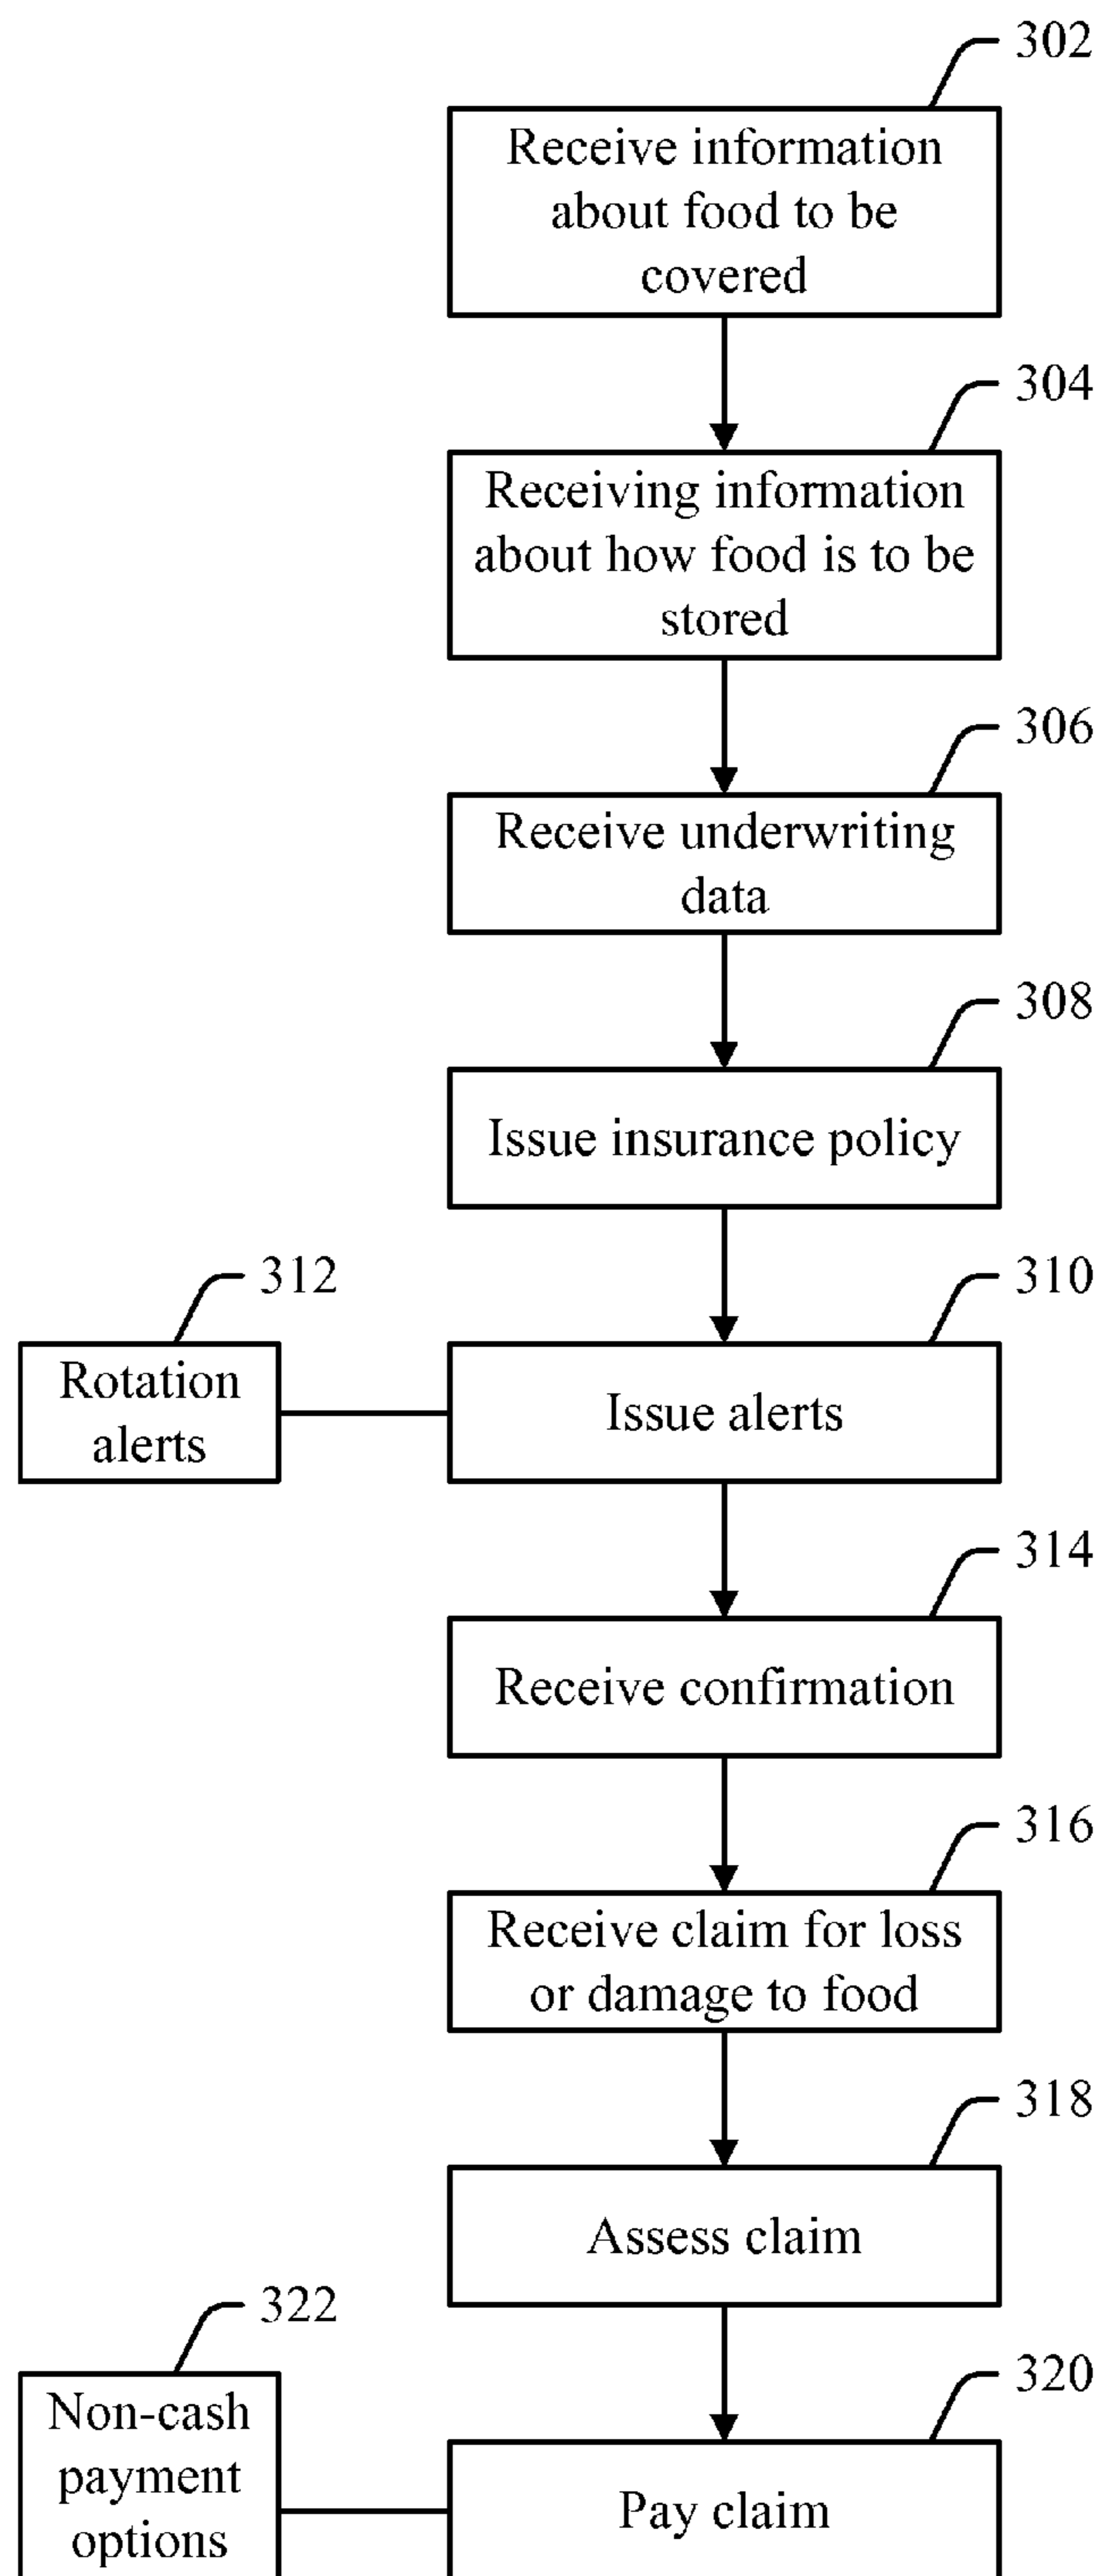 302
Receive information
about food to be
covered
304
Receiving information
about how food is to be
stored
306
Receive underwriting
data
308
Issue insurance policy
312
310
Rotation
alerts
Issue alerts
314
Receive confirmation
316
Receive claim for loss
or damage to food
318
Assess claim
322
320
Non-cash
payment
options
Pay claim